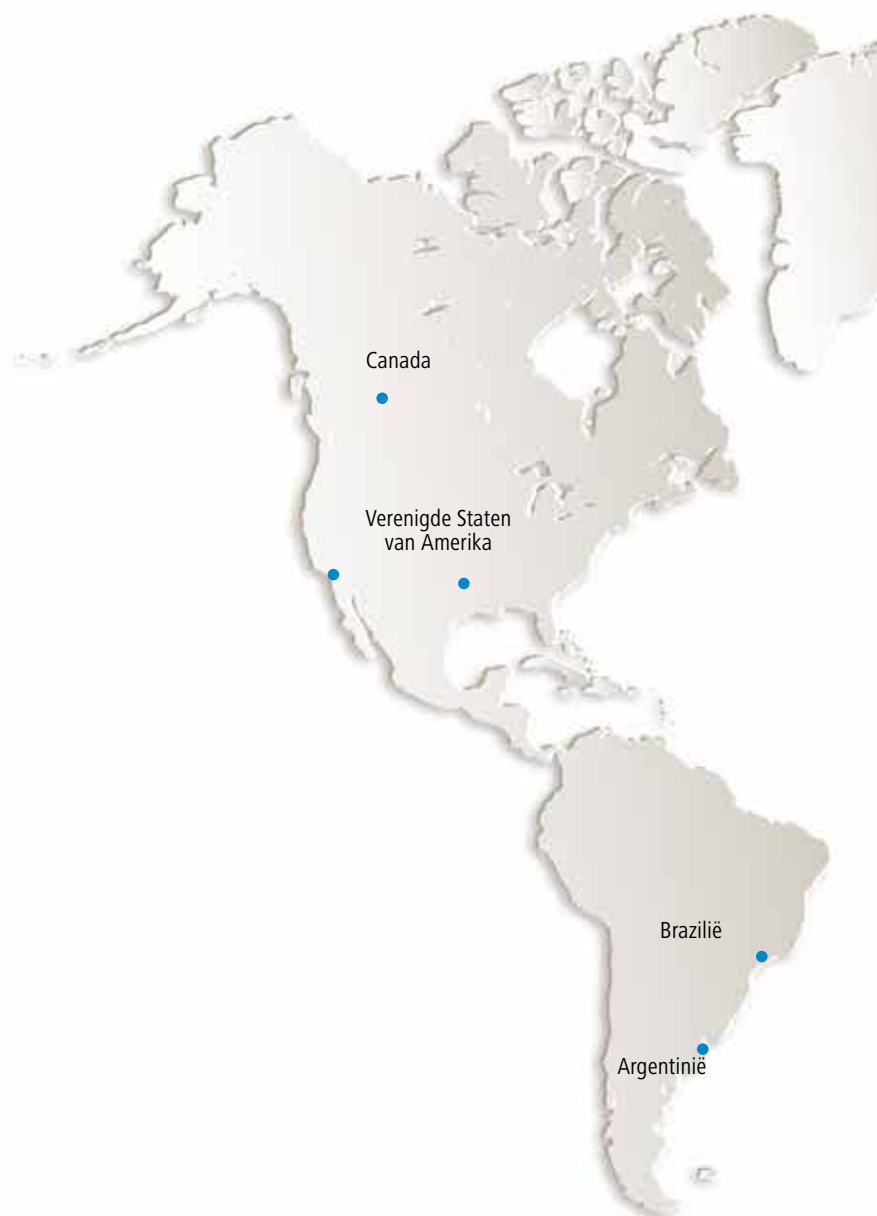 Canada
Verenigde Staten
van Amerika
Brazilië
Argentinië